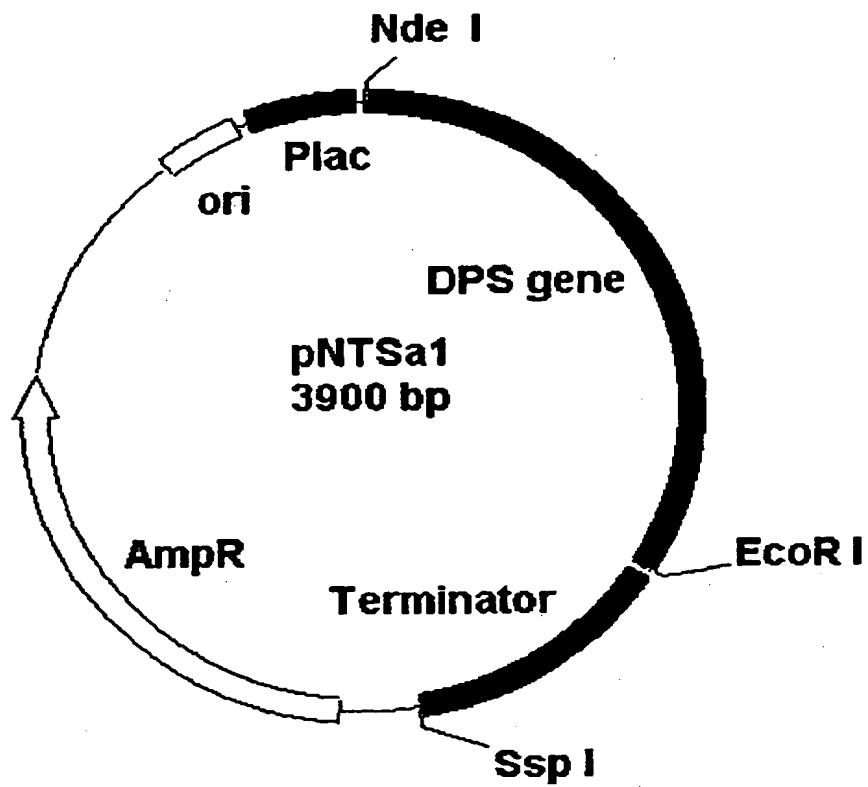 Nde I
Plac
ori
DPS gene
pNTSa1
3900 bp
AmpR
EcoR I
Terminator
Ssp I